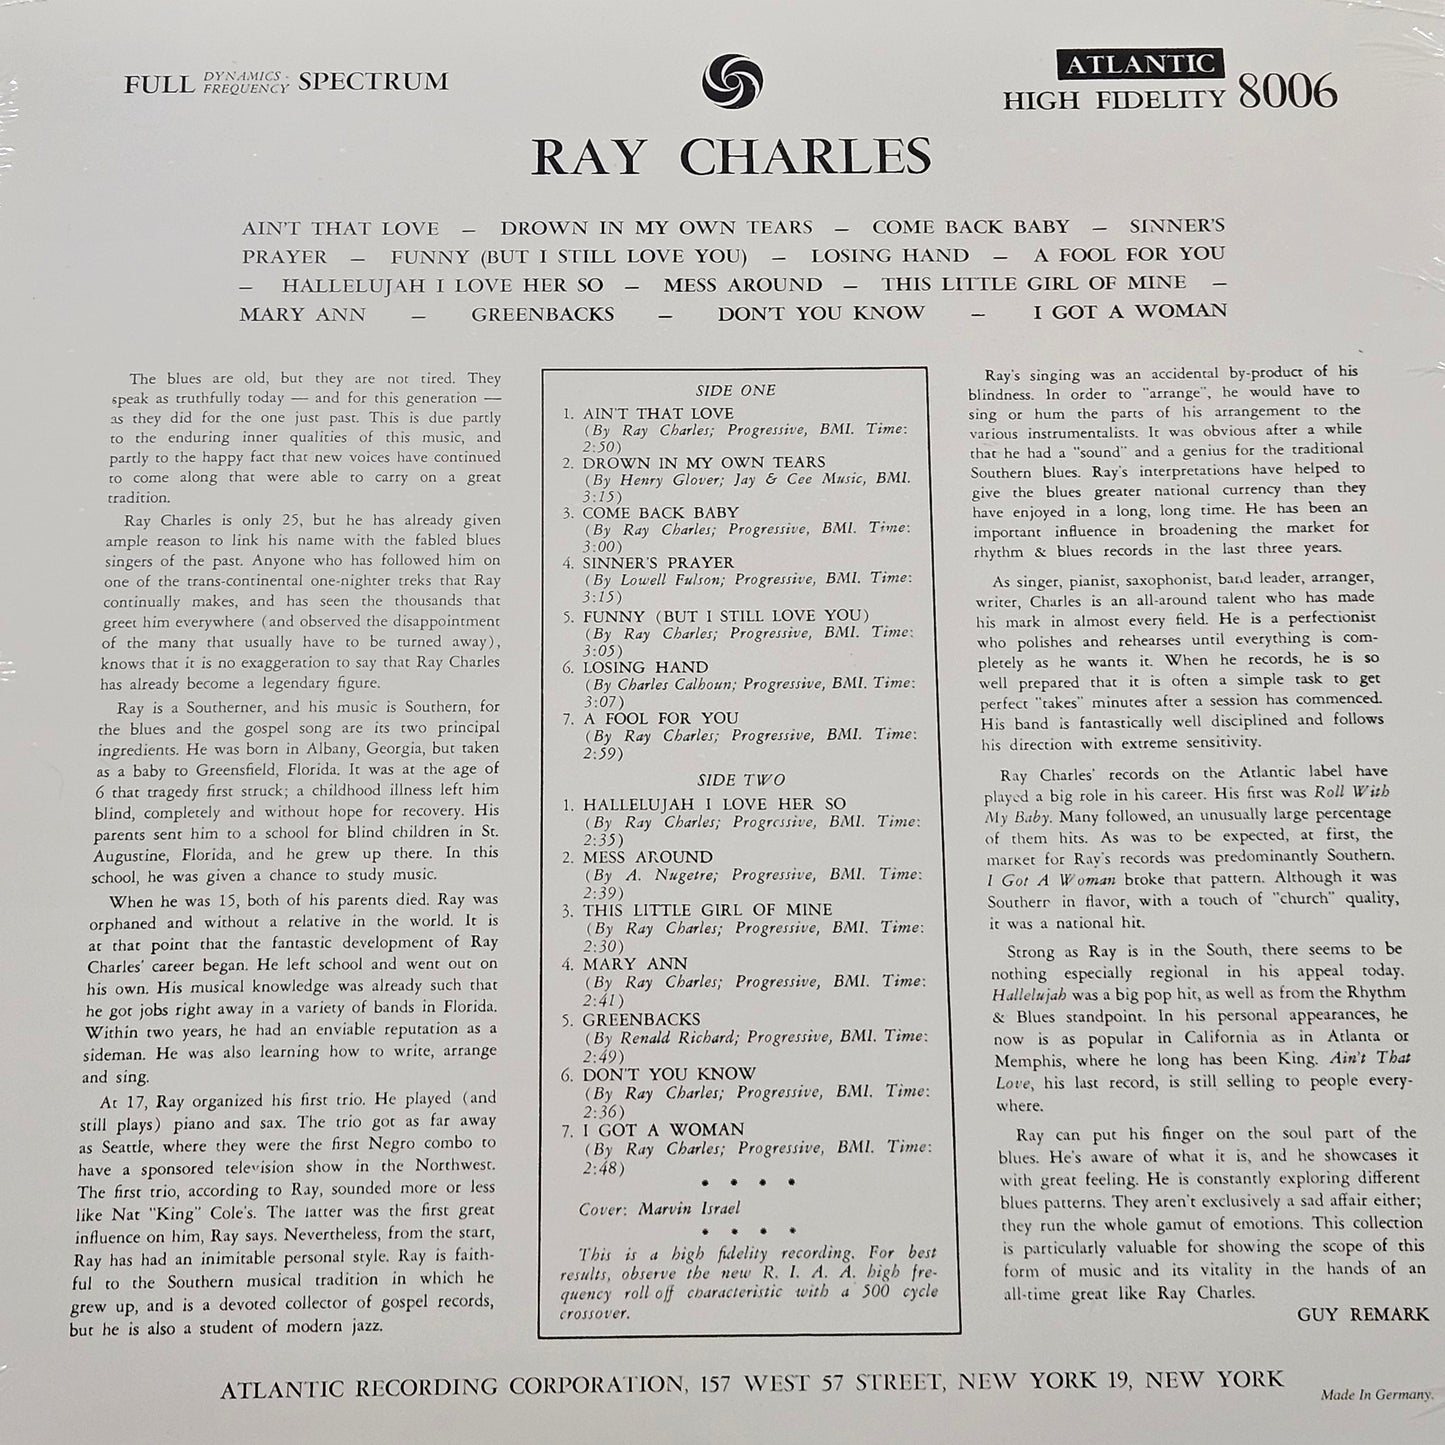 FULL DYNAMICS - FREQUENCY SPECTRUM
ATLANTIC
HIGH FIDELITY 8006
RAY CHARLES
AIN'T THAT LOVE — DROWN IN MY OWN TEARS — COME BACK BABY — SINNER'S
PRAYER — FUNNY (BUT I STILL LOVE YOU) — LOSING HAND — A FOOL FOR YOU
— HALLELUJAH I LOVE HER SO — MESS AROUND — THIS LITTLE GIRL OF MINE —
MARY ANN — GREENBACKS — DON'T YOU KNOW — I GOT A WOMAN
The blues are old, but they are not tired. They
speak as truthfully today — and for this generation —
as they did for the one just past. This is due partly
to the enduring inner qualities of this music, and
partly to the happy fact that new voices have continued
to come along that were able to carry on a great
tradition.
Ray Charles is only 25, but he has already given
ample reason to link his name with the fabled blues
singers of the past. Anyone who has followed him on
one of the trans-continental one-nighter treks that Ray
continually makes, and has seen the thousands that
greet him everywhere (and observed the disappointment
of the many that usually have to be turned away),
knows that it is no exaggeration to say that Ray Charles
has already become a legendary figure.
Ray is a Southerner, and his music is Southern, for
the blues and the gospel song are its two principal
ingredients. He was born in Albany, Georgia, but taken
as a baby to Greensfield, Florida. It was at the age of
6 that tragedy first struck; a childhood illness left him
blind, completely and without hope for recovery. His
parents sent him to a school for blind children in St.
Augustine, Florida, and he grew up there. In this
school, he was given a chance to study music.
When he was 15, both of his parents died. Ray was
orphaned and without a relative in the world. It is
at that point that the fantastic development of Ray
Charles' career began. He left school and went out on
his own. His musical knowledge was already such that
he got jobs right away in a variety of bands in Florida.
Within two years, he had an enviable reputation as a
sideman. He was also learning how to write, arrange
and sing.
At 17, Ray organized his first trio. He played (and
still plays) piano and sax. The trio got as far away
as Seattle, where they were the first Negro combo to
have a sponsored television show in the Northwest.
The first trio, according to Ray, sounded more or less
like Nat "King" Cole's. The latter was the first great
influence on him, Ray says. Nevertheless, from the start,
Ray has had an inimitable personal style. Ray is faith-
ful to the Southern musical tradition in which he
grew up, and is a devoted collector of gospel records,
but he is also a student of modern jazz.
SIDE ONE
1. AIN'T THAT LOVE
(By Ray Charles; Progressive, BMI. Time:
2:50)
2. DROWN IN MY OWN TEARS
(By Henry Glover; Jay & Cee Music, BMI.
3:15)
3. COME BACK BABY
(By Ray Charles; Progressive, BMI. Time:
3:00)
4. SINNER'S PRAYER
(By Lowell Fulson; Progressive, BMI. Time:
3:15)
5. FUNNY (BUT I STILL LOVE YOU)
(By Ray Charles; Progressive, BMI. Time:
3:05)
6. LOSING HAND
(By Charles Calhoun; Progressive, BMI. Time:
3:07)
7. A FOOL FOR YOU
(By Ray Charles; Progressive, BMI. Time:
2:59)
SIDE TWO
1. HALLELUJAH I LOVE HER SO
(By Ray Charles; Progressive, BMI. Time:
2:35)
2. MESS AROUND
(By A. Nugetre; Progressive, BMI. Time:
2:39)
3. THIS LITTLE GIRL OF MINE
(By Ray Charles; Progressive, BMI. Time:
2:30)
4. MARY ANN
(By Ray Charles; Progressive, BMI. Time:
2:41)
5. GREENBACKS
(By Renald Richard; Progressive, BMI. Time:
2:49)
6. DON'T YOU KNOW
(By Ray Charles; Progressive, BMI. Time:
2:36)
7. I GOT A WOMAN
(By Ray Charles; Progressive, BMI. Time:
2:48)
* * * *
Cover: Marvin Israel
* * * *
This is a high fidelity recording. For best
results, observe the new R. I. A. A. high fre-
quency roll-off characteristic with a 500 cycle
crossover.
Ray's singing was an accidental by-product of his
blindness. In order to "arrange", he would have to
sing or hum the parts of his arrangement to the
various instrumentalists. It was obvious after a while
that he had a "sound" and a genius for the traditional
Southern blues. Ray's interpretations have helped to
give the blues greater national currency than they
have enjoyed in a long, long time. He has been an
important influence in broadening the market for
rhythm & blues records in the last three years.
As singer, pianist, saxophonist, band leader, arranger,
writer, Charles is an all-around talent who has made
his mark in almost every field. He is a perfectionist
who polishes and rehearses until everything is com-
pletely as he wants it. When he records, he is so
well prepared that it is often a simple task to get
perfect "takes" minutes after a session has commenced.
His band is fantastically well disciplined and follows
his direction with extreme sensitivity.
Ray Charles' records on the Atlantic label have
played a big role in his career. His first was Roll With
My Baby. Many followed, an unusually large percentage
of them hits. As was to be expected, at first, the
market for Ray's records was predominantly Southern.
I Got A Woman broke that pattern. Although it was
Southern in flavor, with a touch of "church" quality,
it was a national hit.
Strong as Ray is in the South, there seems to be
nothing especially regional in his appeal today.
Hallelujah was a big pop hit, as well as from the Rhythm
& Blues standpoint. In his personal appearances, he
now is as popular in California as in Atlanta or
Memphis, where he long has been King. Ain't That
Love, his last record, is still selling to people every-
where.
Ray can put his finger on the soul part of the
blues. He's aware of what it is, and he showcases it
with great feeling. He is constantly exploring different
blues patterns. They aren't exclusively a sad affair either;
they run the whole gamut of emotions. This collection
is particularly valuable for showing the scope of this
form of music and its vitality in the hands of an
all-time great like Ray Charles.
GUY REMARK
ATLANTIC RECORDING CORPORATION, 157 WEST 57 STREET, NEW YORK 19, NEW YORK
Made In Germany.